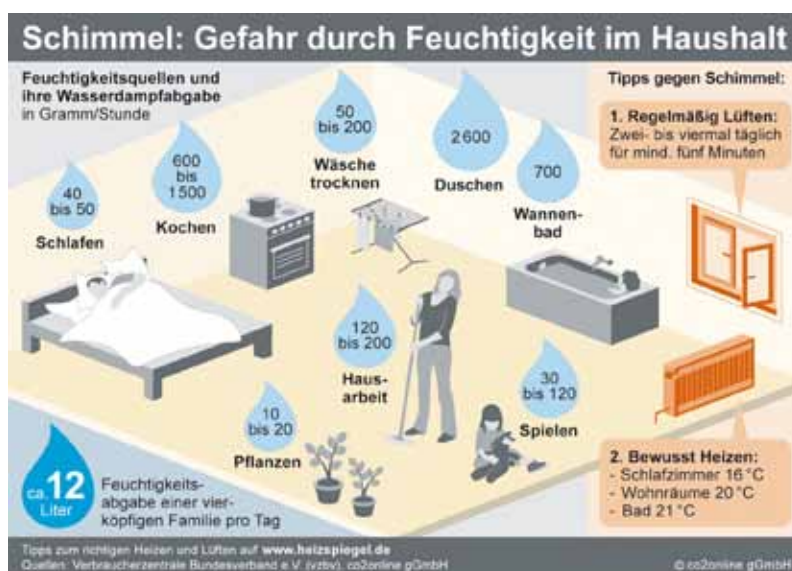 Schimmel: Gefahr durch Feuchtigkeit im Haushalt
Feuchtigkeitsquellen und
ihre Wasserdampfabgabe
in Gramm/Stunde
40
bis 50
Schlafen
600
bis
1500
Kochen
50
bis 200
Wäsche
trocknen
2600
Duschen
700
Wannen-
bad
120
bis 200
Haus-
arbeit
10
bis 20
Pflanzen
30
bis 120
Spielen
Tipps gegen Schimmel:
1. Regelmäßig Lüften:
Zwei- bis viermal täglich
für mind. fünf Minuten
2. Bewusst Heizen:
- Schlafzimmer 16 °C
- Wohnräume 20 °C
- Bad 21 °C
ca. 12
Liter
Feuchtigkeits-
abgabe einer vier-
köpfigen Familie pro Tag
Tipps zum richtigen Heizen und Lüften auf www.heizspiegel.de
Quellen: Verbraucherzentrale Bundesverband e.V. (vzbv), co2online gGmbH
© co2online gGmbH